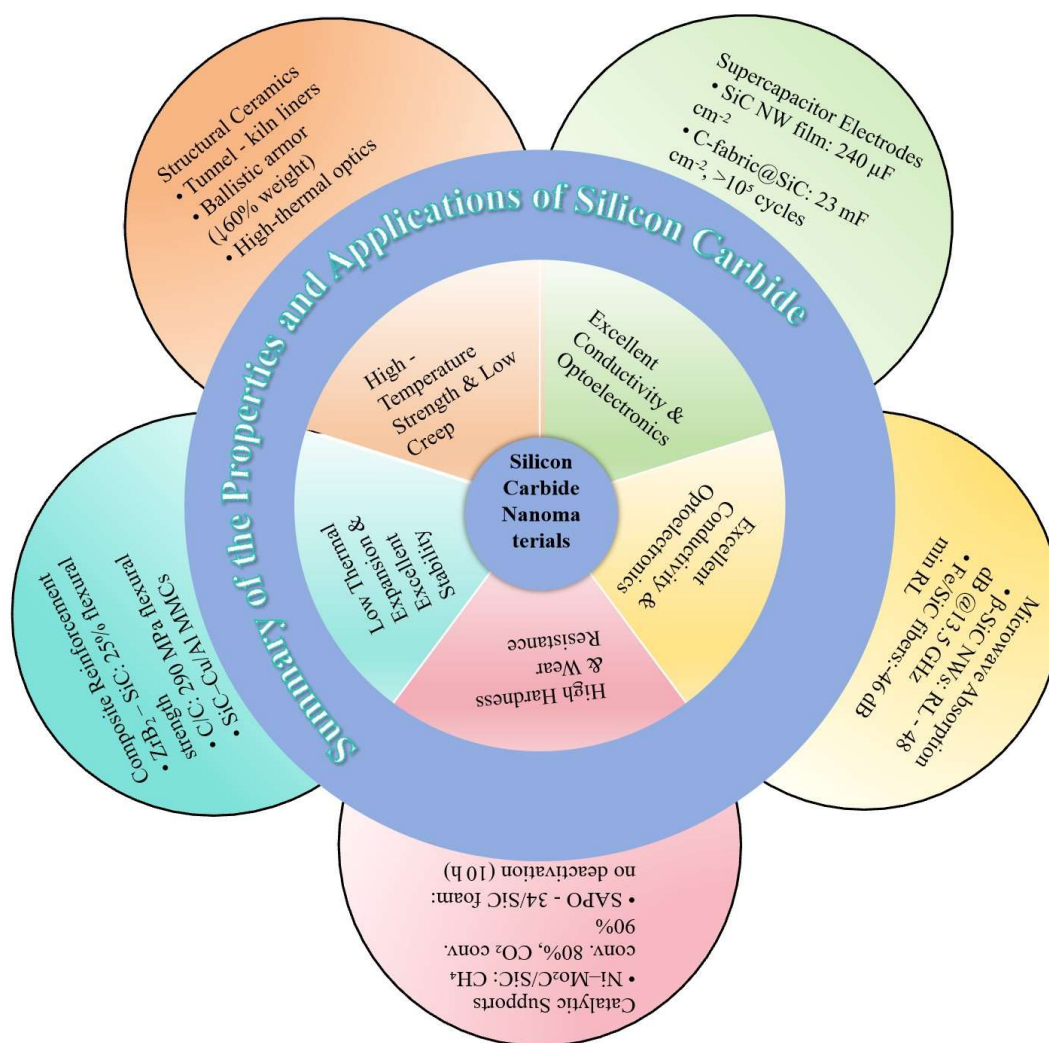 Summary of the Properties and Applications of Silicon Carbide
Structural Ceramics
• Tunnel - kiln liners
• Ballistic armor
(↓60% weight)
• High-thermal optics
Supercapacitor Electrodes
• SiC NW film: 240 μF
cm⁻²
• C-fabric@SiC: 23 mF
cm⁻², >10⁵ cycles
Microwave Absorption
• β-SiC NWs: RL - 48
dB @13.5 GHz
• Fe/SiC fibers:-46 dB
min RL
Catalytic Supports
• Ni–Mo₂C/SiC: CH₄
conv. 80%, CO₂ conv.
90%
• SAPO - 34/SiC foam:
no deactivation (10 h)
Composite Reinforcement
• ZrB₂ – SiC: 25% flexural
strength
• C/C: 290 MPa flexural
• SiC–Cu/Al MMCs
High -
Temperature
Strength & Low
Creep
Excellent
Conductivity &
Optoelectronics
Excellent
Conductivity &
Optoelectronics
High Hardness
& Wear
Resistance
Low Thermal
Expansion &
Excellent
Stability
Silicon
Carbide
Nanoma
terials